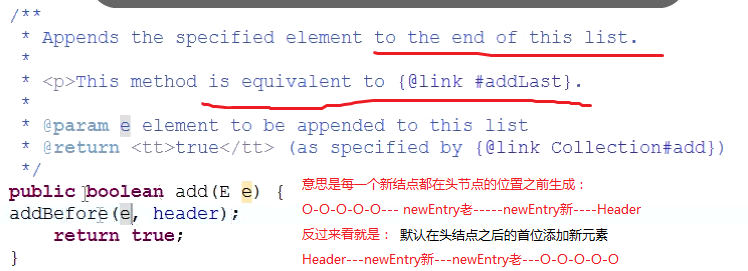 /**
* Appends the specified element to the end of this list.
*
* <p>This method is equivalent to {@link #addLast}.
*
* @param e element to be appended to this list
* @return <tt>true</tt> (as specified by {@link Collection#add})
*/
public boolean add(E e) {
addBefore(e, header);
return true;
}
意思是每一个新结点都在头节点的位置之前生成：
O-O-O-O-O--- newEntry老-----newEntry新----Header
反过来看就是： 默认在头结点之后的首位添加新元素
Header---newEntry新---newEntry老---O-O-O-O-O